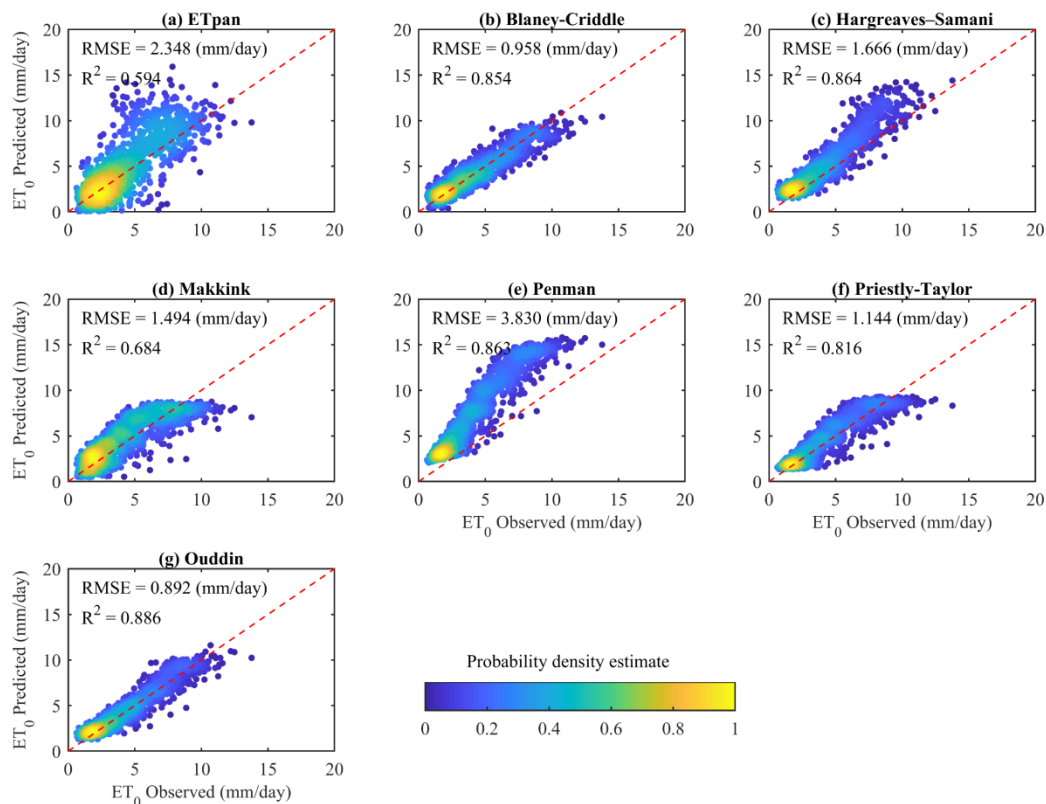 (a) ETpan
RMSE = 2.348 (mm/day)
R² = 0.594
ET₀ Predicted (mm/day)
20
15
10
5
0
0 5 10 15 20
(b) Blaney-Criddle
RMSE = 0.958 (mm/day)
R² = 0.854
20
15
10
5
0
0 5 10 15 20
(c) Hargreaves–Samani
RMSE = 1.666 (mm/day)
R² = 0.864
20
15
10
5
0
0 5 10 15 20
(d) Makkink
RMSE = 1.494 (mm/day)
R² = 0.684
ET₀ Predicted (mm/day)
20
15
10
5
0
0 5 10 15 20
(e) Penman
RMSE = 3.830 (mm/day)
R² = 0.863
20
15
10
5
0
0 5 10 15 20
ET₀ Observed (mm/day)
(f) Priestly-Taylor
RMSE = 1.144 (mm/day)
R² = 0.816
20
15
10
5
0
0 5 10 15 20
ET₀ Observed (mm/day)
(g) Ouddin
RMSE = 0.892 (mm/day)
R² = 0.886
ET₀ Predicted (mm/day)
20
15
10
5
0
0 5 10 15 20
ET₀ Observed (mm/day)
Probability density estimate
0 0.2 0.4 0.6 0.8 1